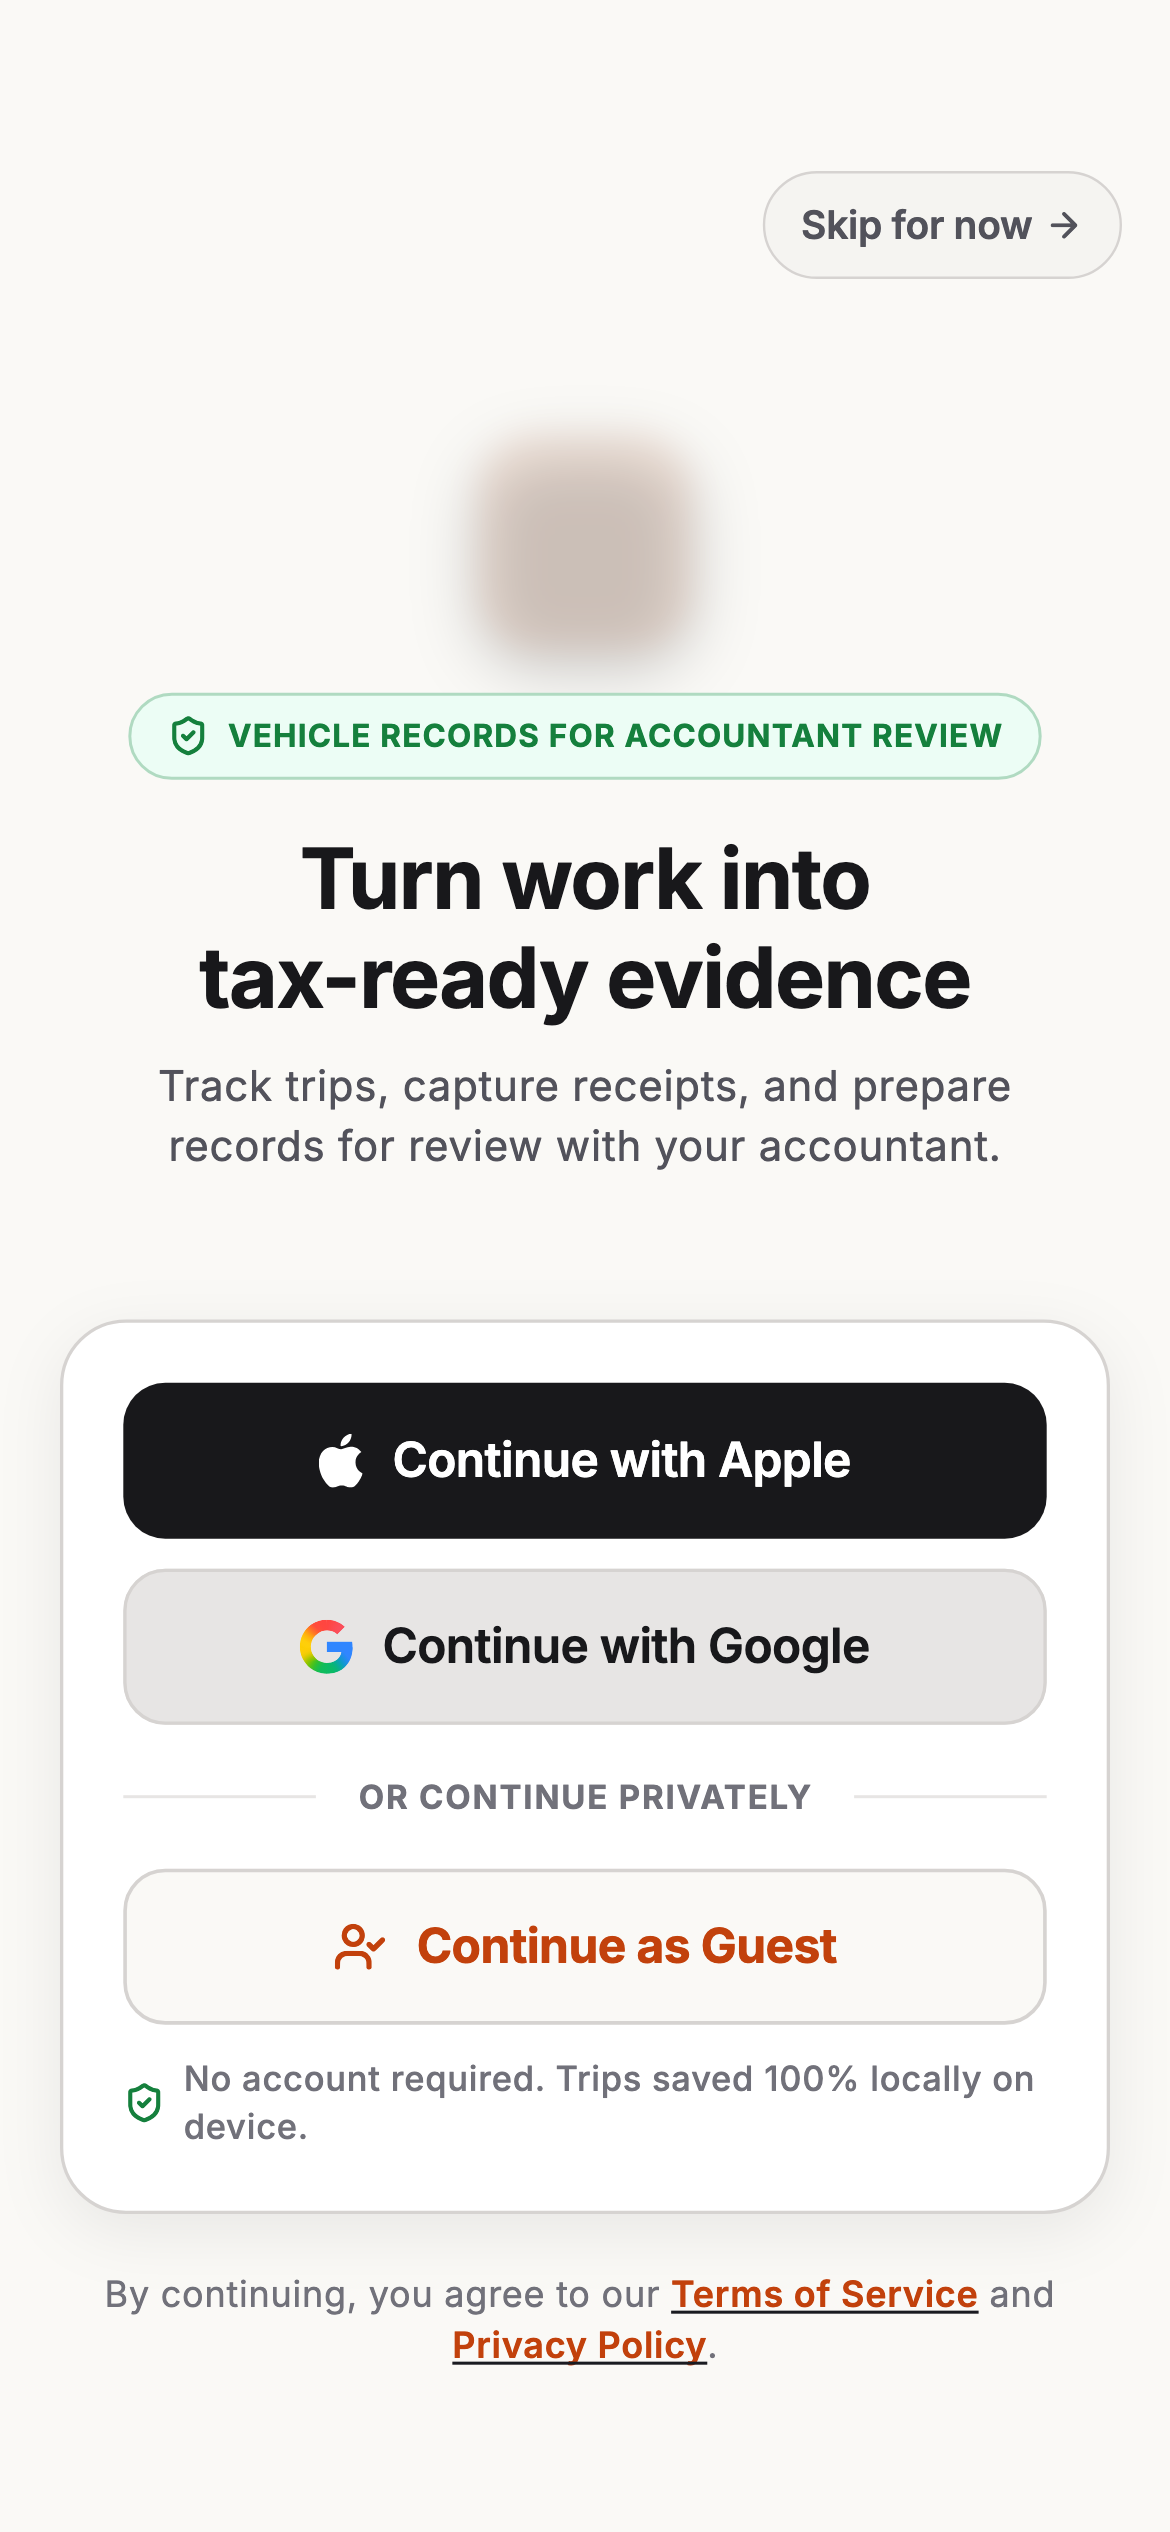 Skip for now
VEHICLE RECORDS FOR ACCOUNTANT REVIEW
Turn work into
tax-ready evidence
Track trips, capture receipts, and prepare
records for review with your accountant.
Continue with Apple
Continue with Google
OR CONTINUE PRIVATELY
Continue as Guest
No account required. Trips saved 100% locally on
device.
By continuing, you agree to our Terms of Service and
Privacy Policy.